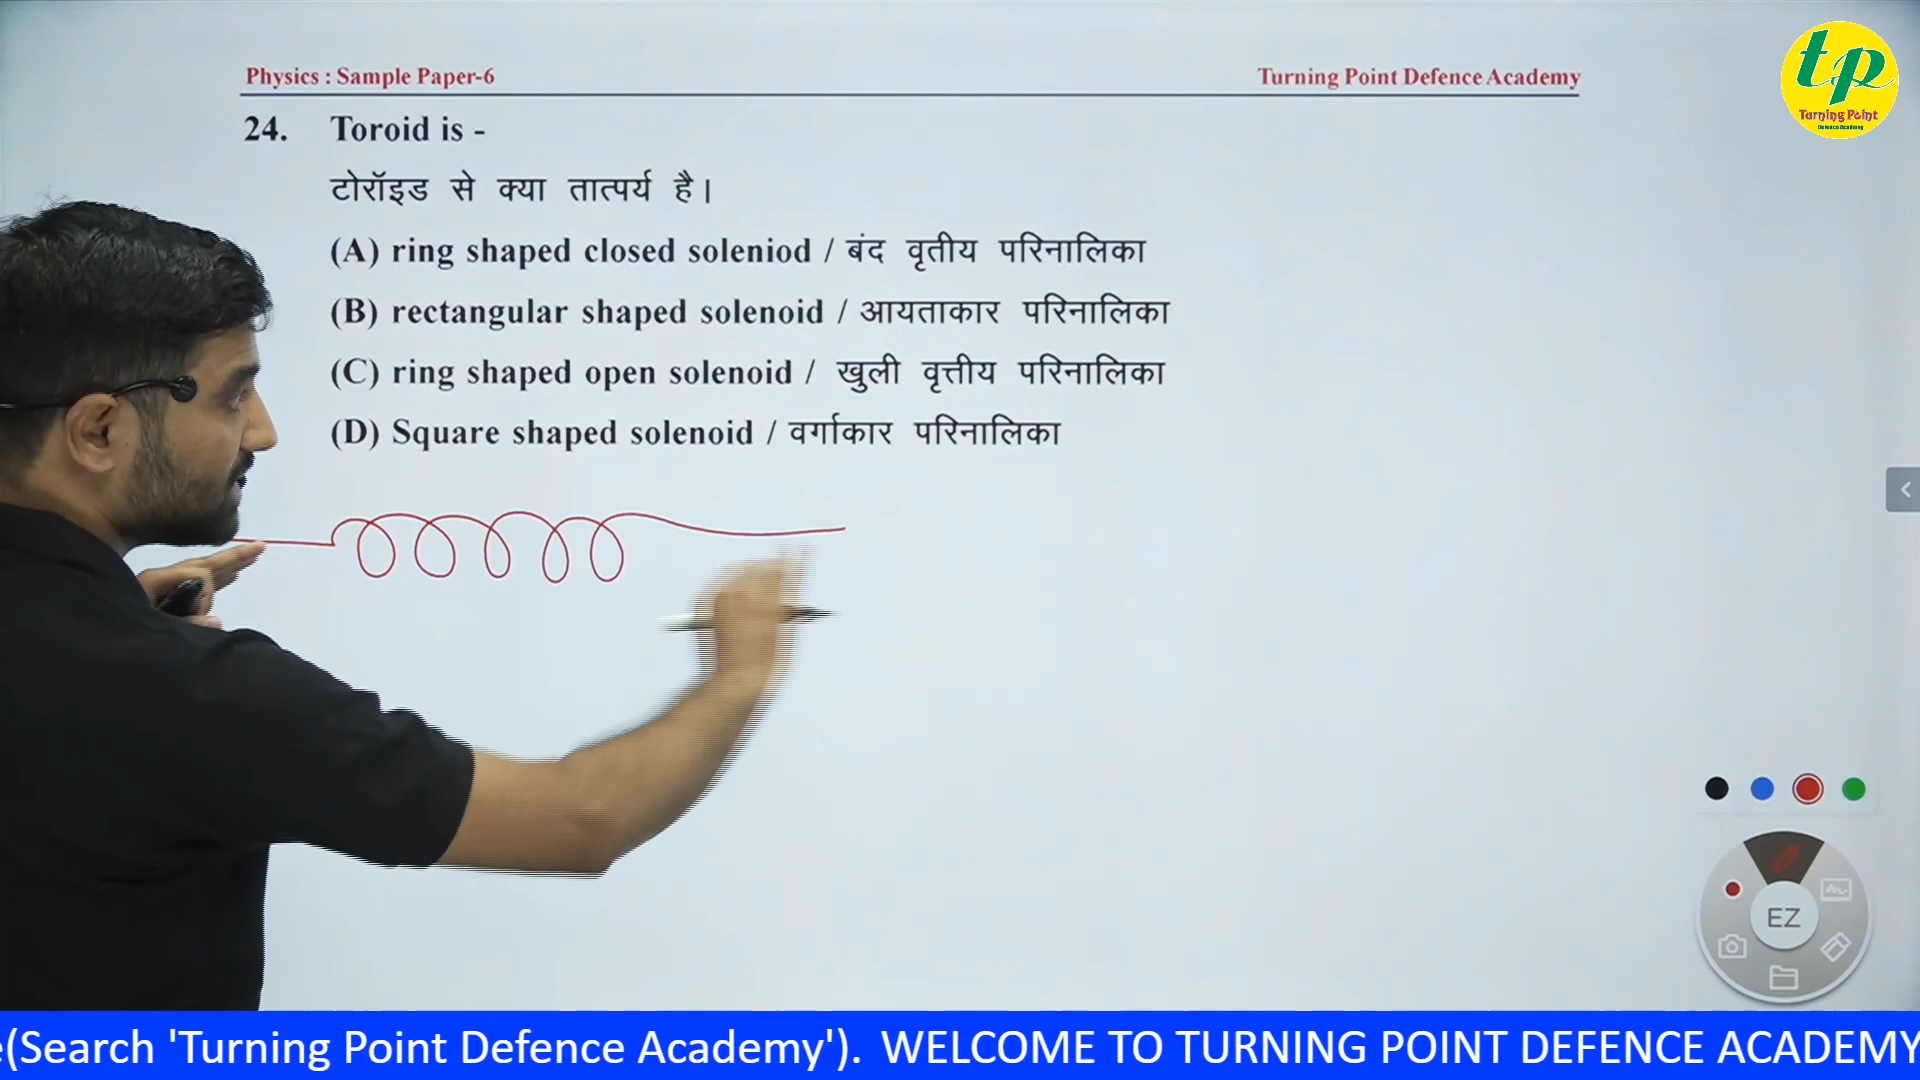 Physics : Sample Paper-6
Turning Point Defence Academy
tp
Turning Point
Defence Academy
24. Toroid is -
टोरॉइड से क्या तात्पर्य है।
(A) ring shaped closed soleniod / बंद वृतीय परिनालिका
(B) rectangular shaped solenoid / आयताकार परिनालिका
(C) ring shaped open solenoid / खुली वृत्तीय परिनालिका
(D) Square shaped solenoid / वर्गाकार परिनालिका
EZ
e(Search 'Turning Point Defence Academy'). WELCOME TO TURNING POINT DEFENCE ACADEMY